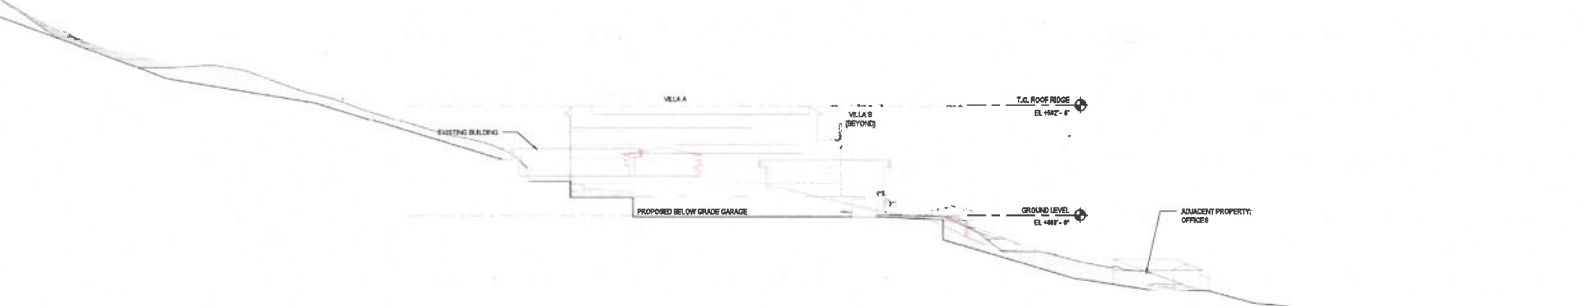 VILLA A
T.O. ROOF RIDGE
VILLA B
(BEYOND)
EXISTING BUILDING
PROPOSED BELOW GRADE GARAGE
GROUND LEVEL
ADJACENT PROPERTY:
OFFICES